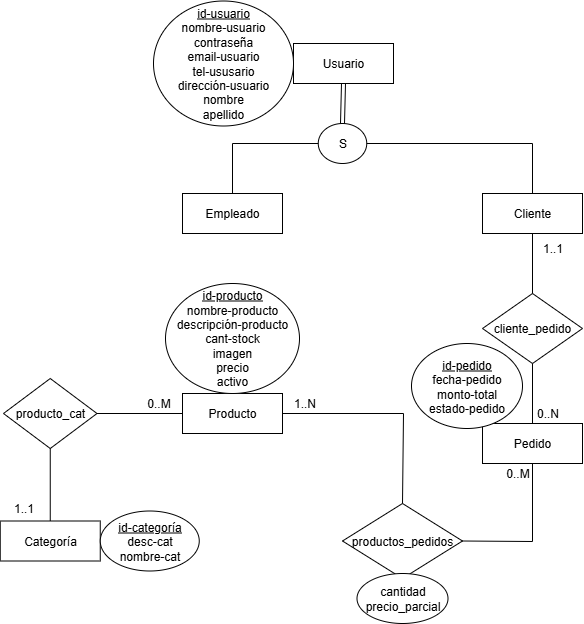 id-usuario
nombre-usuario
contraseña
email-usuario
tel-ususario
dirección-usuario
nombre
apellido
Usuario
S
Empleado
Cliente
1..1
cliente_pedido
id-producto
nombre-producto
descripción-producto
cant-stock
imagen
precio
activo
id-pedido
fecha-pedido
monto-total
estado-pedido
producto_cat
0..M
Producto
1..N
0..N
Pedido
0..M
1..1
Categoría
id-categoría
desc-cat
nombre-cat
productos_pedidos
cantidad
precio_parcial